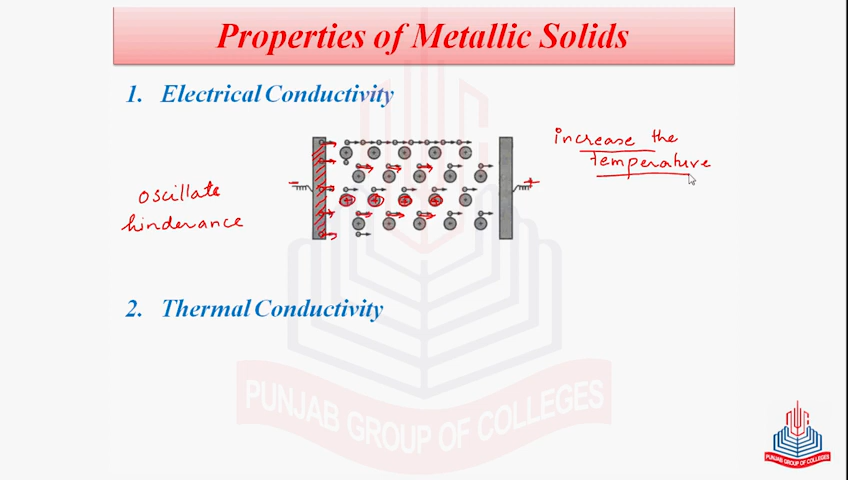 Properties of Metallic Solids
1. Electrical Conductivity
increase the
temperature
oscillate
hinderance
2. Thermal Conductivity
PUNJAB GROUP OF COLLEGES
PUNJAB GROUP OF COLLEGES